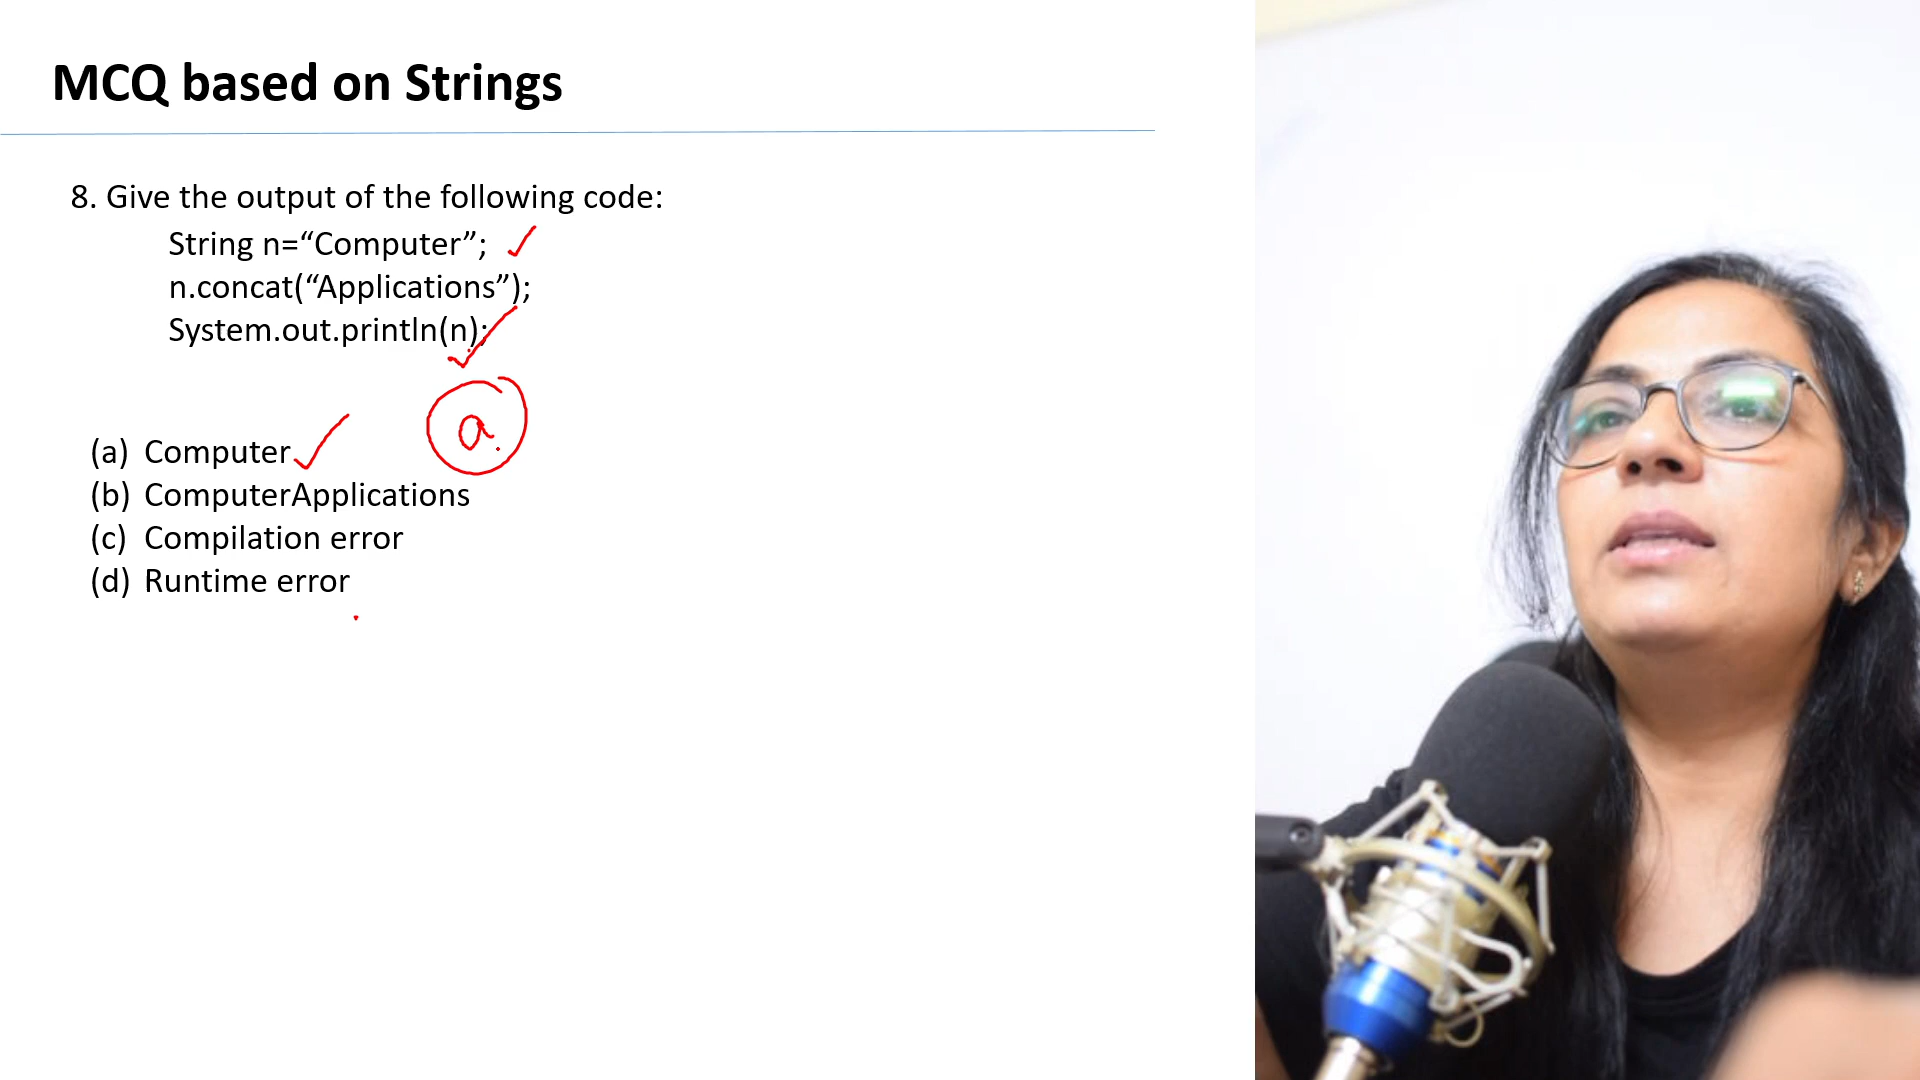 MCQ based on Strings
8. Give the output of the following code:
String n=“Computer”;
n.concat(“Applications”);
System.out.println(n);
a
(a) Computer
(b) ComputerApplications
(c) Compilation error
(d) Runtime error